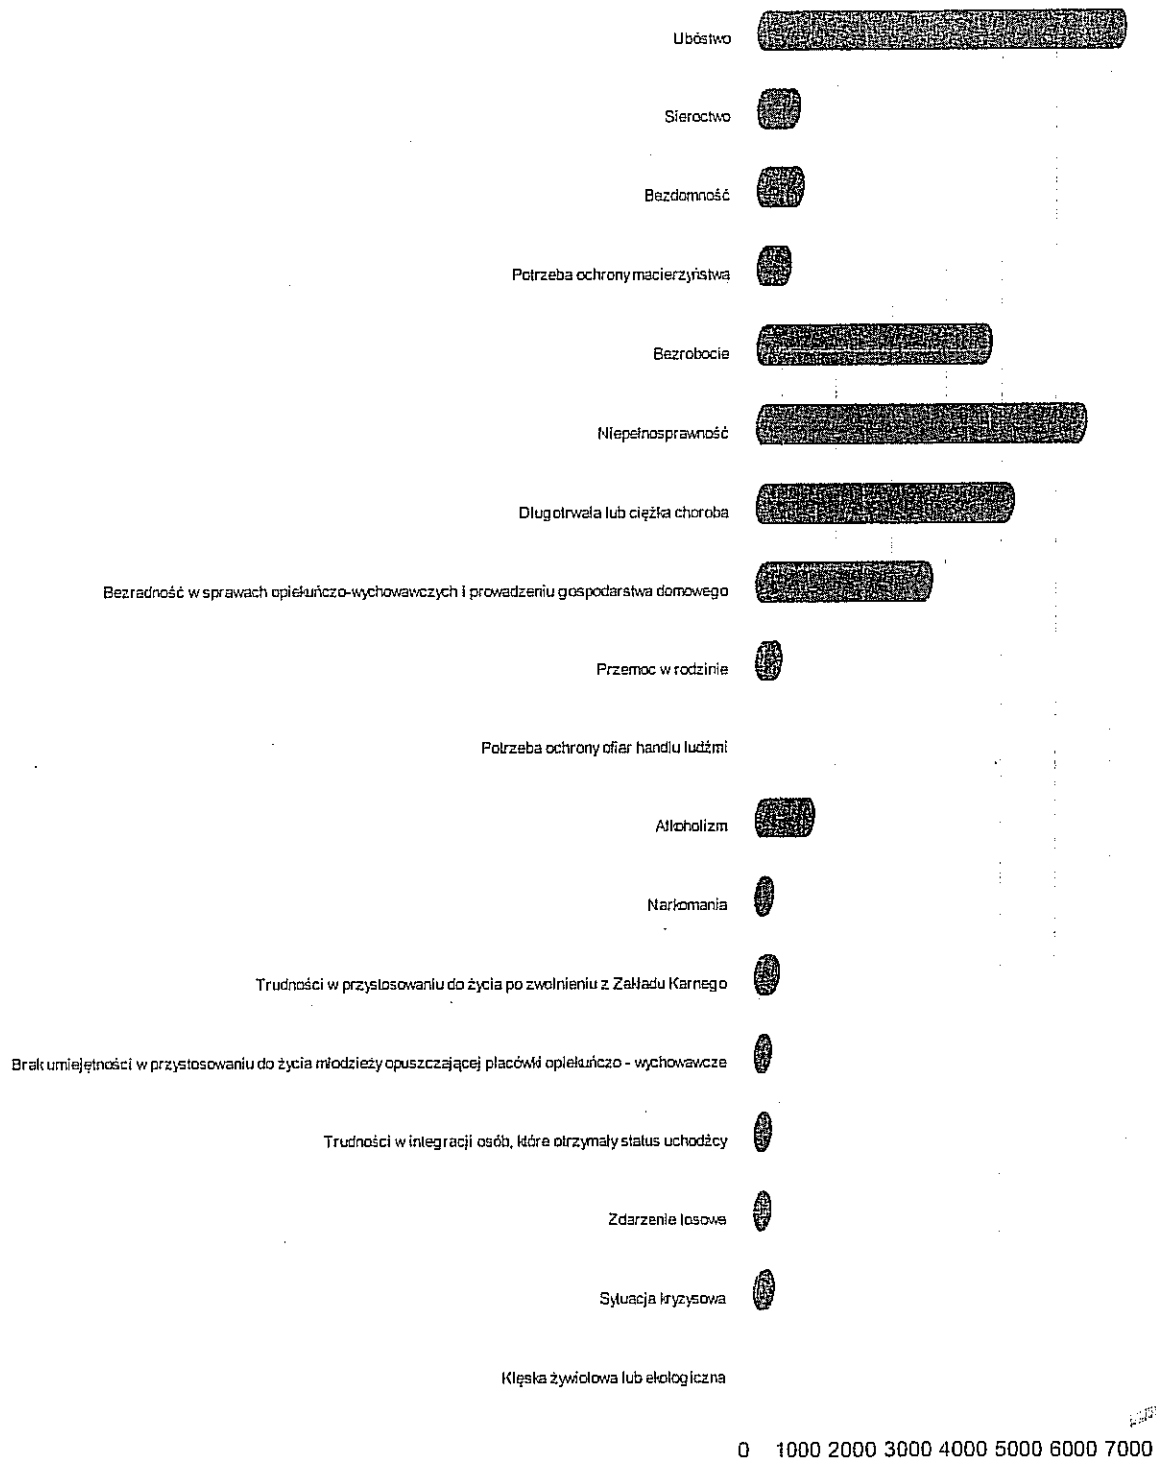 Ubóstwo
Sieroctwo
Bezdomność
Potrzeba ochrony macierzyństwa
Bezrobocie
Niepełnosprawność
Długotrwała lub ciężka choroba
Bezradność w sprawach opiekuńczo-wychowawczych i prowadzeniu gospodarstwa domowego
Przemoc w rodzinie
Potrzeba ochrony ofiar handlu ludźmi
Alkoholizm
Narkomania
Trudności w przystosowaniu do życia po zwolnieniu z Zakładu Karnego
Brak umiejętności w przystosowaniu do życia młodzieży opuszczającej placówki opiekuńczo - wychowawcze
Trudności w integracji osób, które otrzymały status uchodźcy
Zdarzenie losowe
Sytuacja kryzysowa
Klęska żywiołowa lub ekologiczna
0 1000 2000 3000 4000 5000 6000 7000